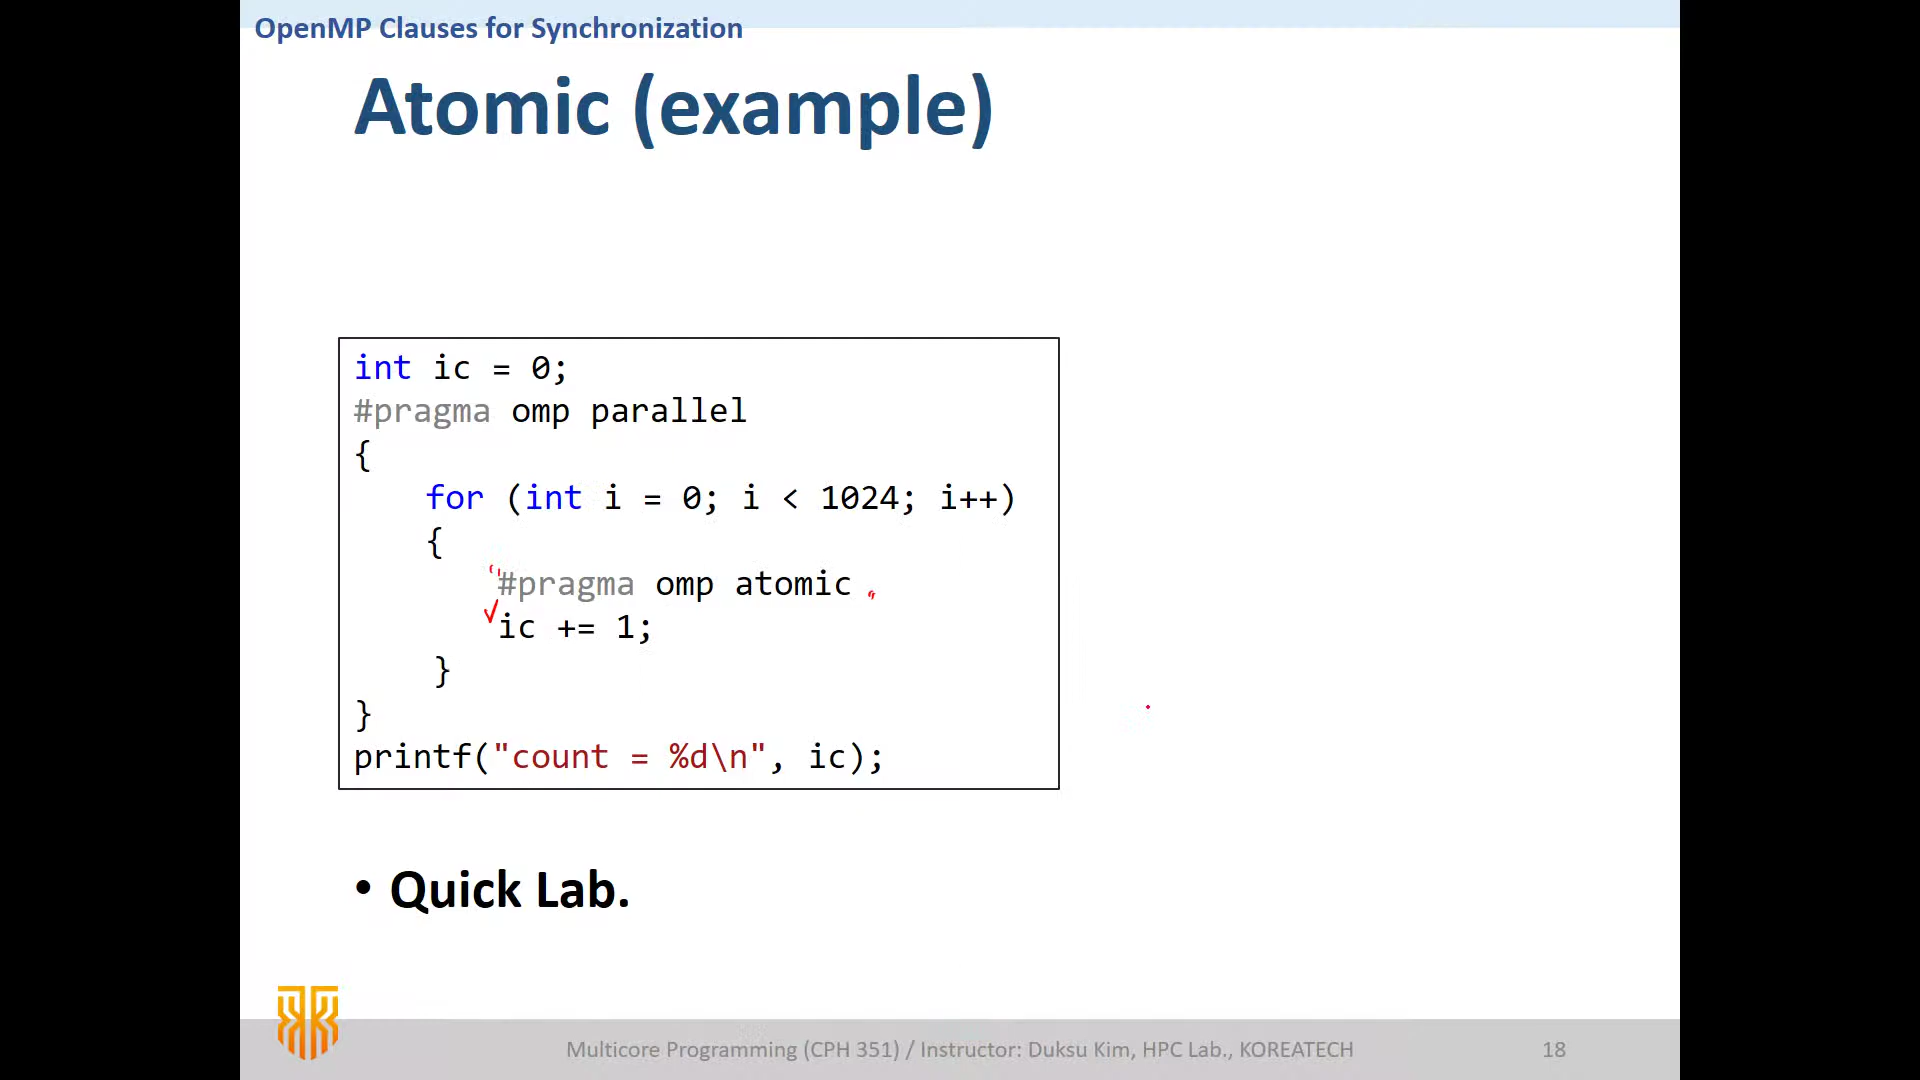 OpenMP Clauses for Synchronization
Atomic (example)
int ic = 0;
#pragma omp parallel
{
for (int i = 0; i < 1024; i++)
{
#pragma omp atomic
ic += 1;
}
}
printf("count = %d\n", ic);
• Quick Lab.
Multicore Programming (CPH 351) / Instructor: Duksu Kim, HPC Lab., KOREATECH
18